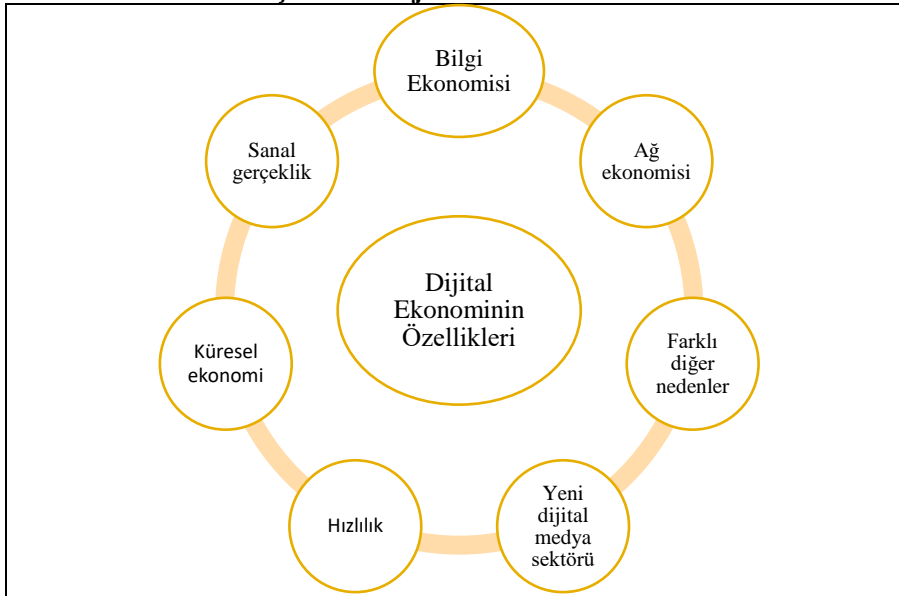 Bilgi
Ekonomisi
Ağ
ekonomisi
Farklı
diğer
nedenler
Yeni
dijital
medya
sektörü
Hızlılık
Küresel
ekonomi
Sanal
gerçeklik
Dijital
Ekonominin
Özellikleri